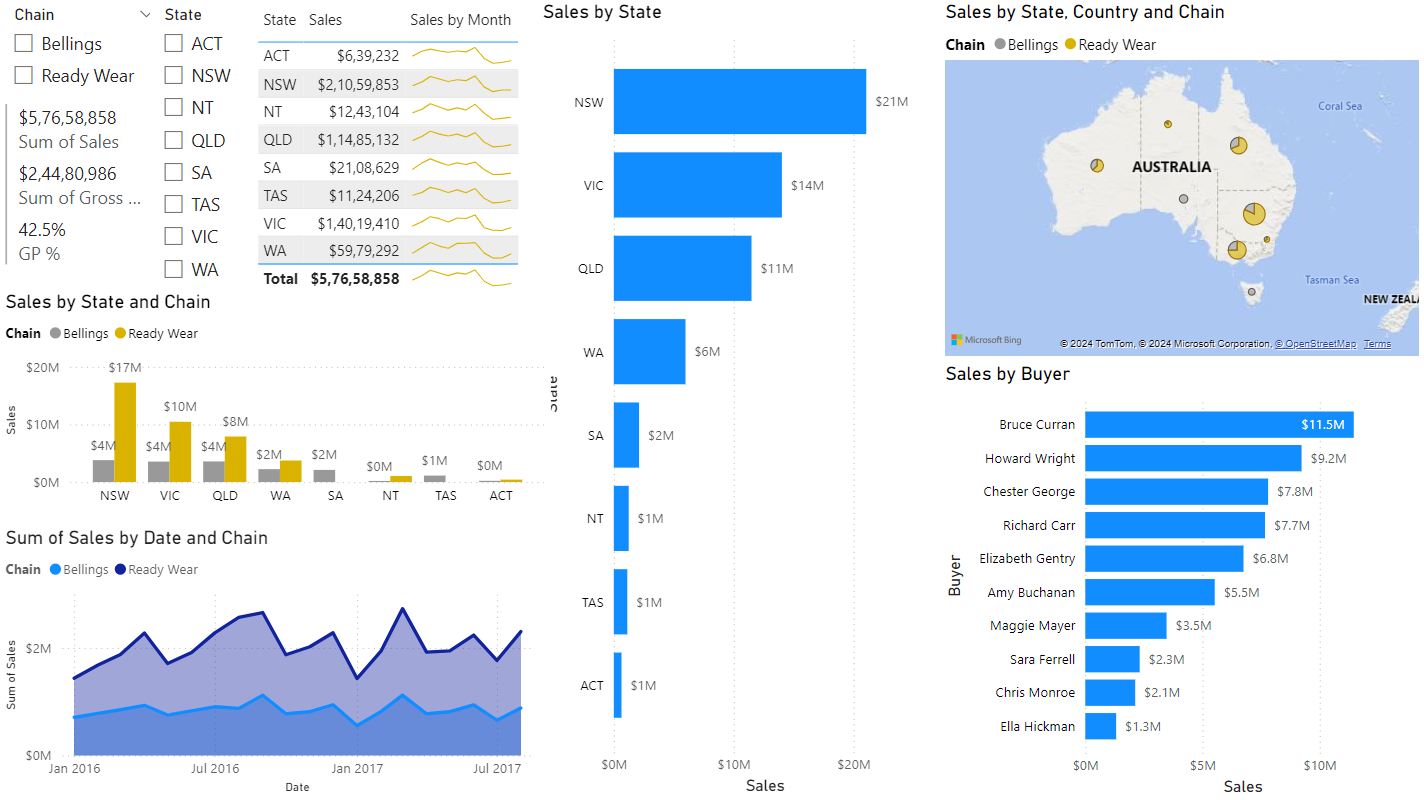 Chain
Bellings
Ready Wear
State
ACT
NSW
NT
QLD
SA
TAS
VIC
WA
$5,76,58,858
Sum of Sales
$2,44,80,986
Sum of Gross ...
42.5%
GP %
State Sales Sales by Month
ACT $6,39,232
NSW $2,10,59,853
NT $12,43,104
QLD $1,14,85,132
SA $21,08,629
TAS $11,24,206
VIC $1,40,19,410
WA $59,79,292
Total $5,76,58,858
Sales by State and Chain
Chain Bellings Ready Wear
Sales
$20M
$10M
$0M
$4M $17M
$4M $10M
$4M $8M
$2M
$2M
$0M
$1M
$0M
NSW VIC QLD WA SA NT TAS ACT
Sum of Sales by Date and Chain
Chain Bellings Ready Wear
Sum of Sales
$2M
$0M
Jan 2016 Jul 2016 Jan 2017 Jul 2017
Date
Sales by State
NSW $21M
VIC $14M
QLD $11M
WA $6M
SA $2M
NT $1M
TAS $1M
ACT $1M
$0M $10M $20M
Sales
Sales by State, Country and Chain
Chain Bellings Ready Wear
Coral Sea
AUSTRALIA
Tasman Sea
NEW ZEAL
Microsoft Bing
© 2024 TomTom, © 2024 Microsoft Corporation, © OpenStreetMap Terms
Sales by Buyer
Buyer
Bruce Curran $11.5M
Howard Wright $9.2M
Chester George $7.8M
Richard Carr $7.7M
Elizabeth Gentry $6.8M
Amy Buchanan $5.5M
Maggie Mayer $3.5M
Sara Ferrell $2.3M
Chris Monroe $2.1M
Ella Hickman $1.3M
$0M $5M $10M
Sales